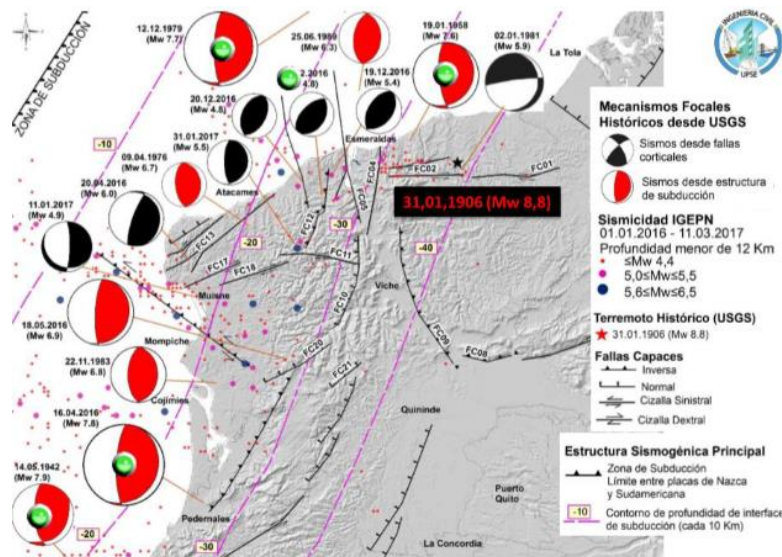 12.12.1979
(Mw 7.7)
25.06.1989
(Mw 6.3)
19.01.1958
(Mw 7.6)
02.01.1981
(Mw 5.9)
La Tola
INGENIERIA CIVIL
UPSE
ZONA DE SUBDUCCIÓN
-10
20.12.2016
(Mw 4.8)
2.2016
4.8)
19.12.2016
(Mw 5.4)
Esmeraldas
31.01.2017
(Mw 5.5)
09.04.1976
(Mw 6.7)
Atacames
20.04.2016
(Mw 6.0)
11.01.2017
(Mw 4.9)
FC04
FC05
FC02
FC01
31,01,1906 (Mw 8,8)
FC12
FC13
-20
-30
-40
FC17
FC18
FC11
Muisne
Viche
FC10
18.05.2016
(Mw 6.9)
Mompiche
FC09
FC08
FC20
FC21
22.11.1983
(Mw 6.8)
Cojimies
Quininde
16.04.2016
(Mw 7.8)
14.05.1942
(Mw 7.9)
Pedernales
-20
-30
Puerto
Quito
La Concordia
Mecanismos Focales
Históricos desde USGS
Sismos desde fallas
corticales
Sismos desde estructura
de subducción
Sismicidad IGEPN
01.01.2016 - 11.03.2017
Profundidad menor de 12 Km
≤Mw 4,4
5,0≤Mw≤5,5
5,6≤Mw≤6,5
Terremoto Histórico (USGS)
31.01.1906 (Mw 8.8)
Fallas Capaces
Inversa
Normal
Cizalla Sinistral
Cizalla Dextral
Estructura Sismogénica Principal
Zona de Subducción
Límite entre placas de Nazca
y Sudamericana
-10
Contorno de profundidad de interface
de subducción (cada 10 Km)